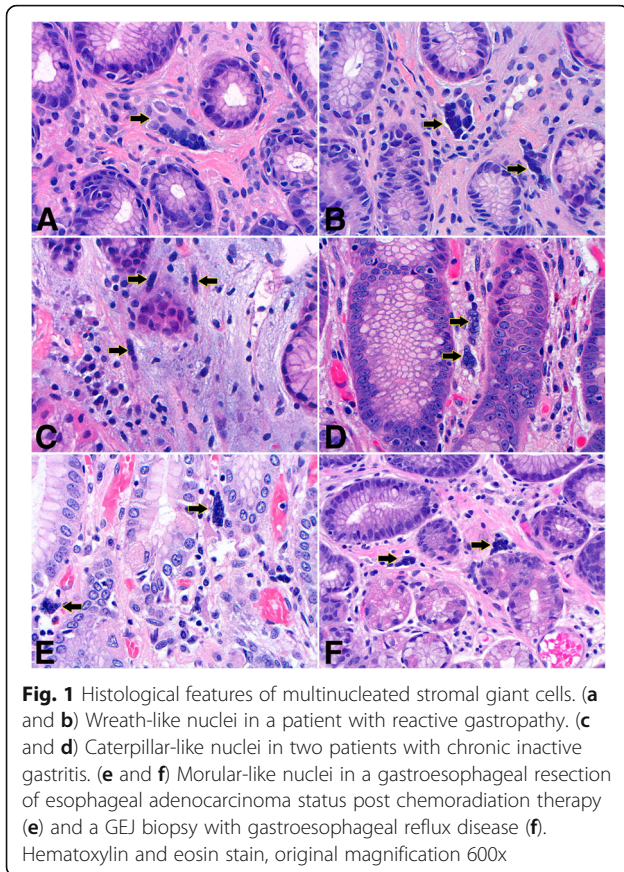 A
B
C
D
E
F
Fig. 1 Histological features of multinucleated stromal giant cells. (a
and b) Wreath-like nuclei in a patient with reactive gastropathy. (c
and d) Caterpillar-like nuclei in two patients with chronic inactive
gastritis. (e and f) Morular-like nuclei in a gastroesophageal resection
of esophageal adenocarcinoma status post chemoradiation therapy
(e) and a GEJ biopsy with gastroesophageal reflux disease (f).
Hematoxylin and eosin stain, original magnification 600x